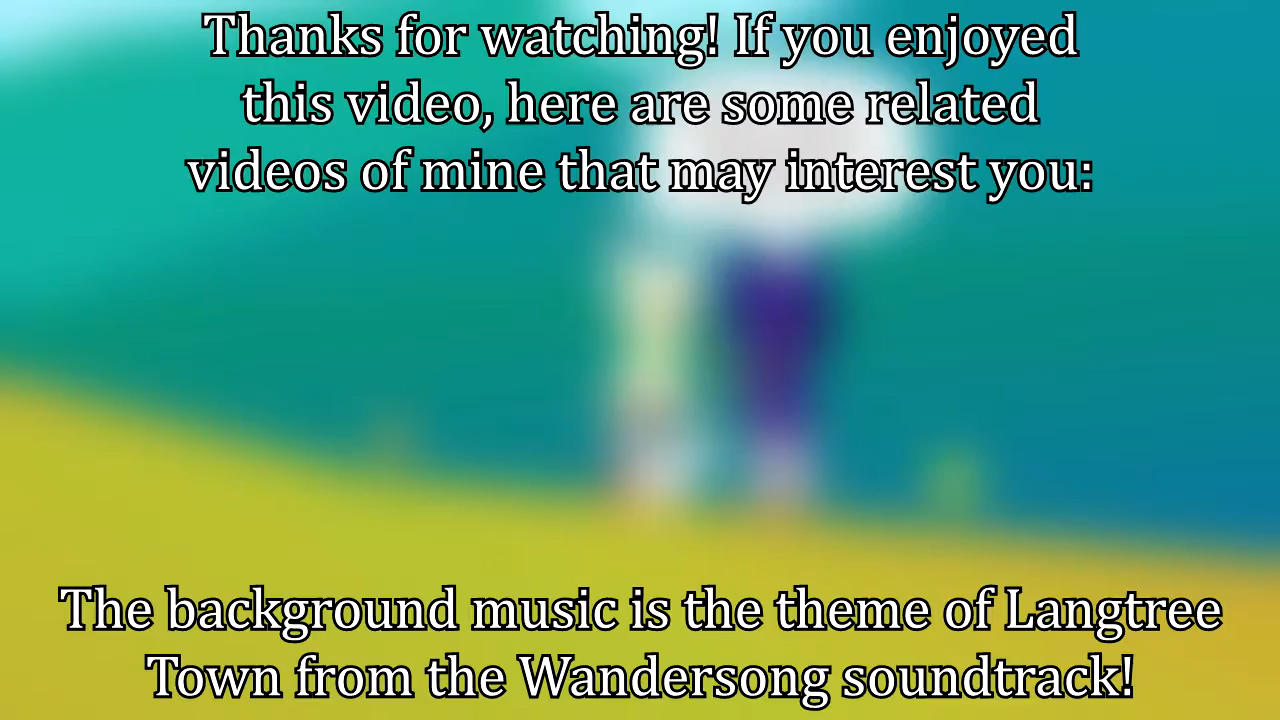 Thanks for watching! If you enjoyed
this video, here are some related
videos of mine that may interest you:
The background music is the theme of Langtree
Town from the Wandersong soundtrack!